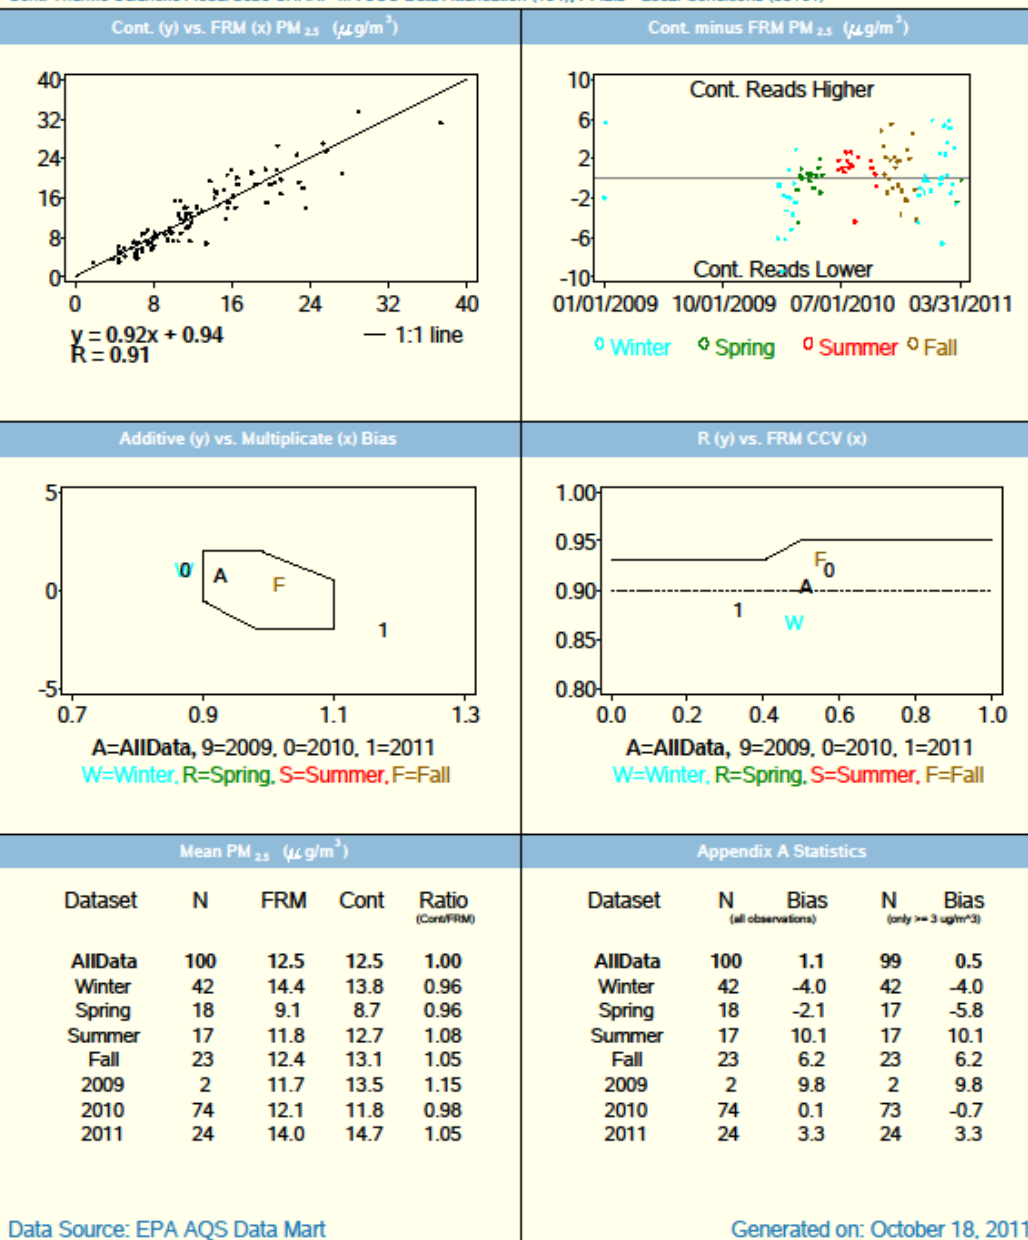 Cont. (y) vs. FRM (x) PM 2.5 (μg/m³)
40
32
24
16
8
0
0 8 16 24 32 40
y = 0.92x + 0.94
R = 0.91
— 1:1 line
Cont. minus FRM PM 2.5 (μg/m³)
10
6
2
-2
-6
-10
Cont. Reads Higher
Cont. Reads Lower
01/01/2009 10/01/2009 07/01/2010 03/31/2011
Winter Spring Summer Fall
Additive (y) vs. Multiplicate (x) Bias
5
0
-5
W 0 A F
1
0.7 0.9 1.1 1.3
A=AllData, 9=2009, 0=2010, 1=2011
W=Winter, R=Spring, S=Summer, F=Fall
R (y) vs. FRM CCV (x)
1.00
0.95
0.90
0.85
0.80
F 0
A
1
W
0.0 0.2 0.4 0.6 0.8 1.0
A=AllData, 9=2009, 0=2010, 1=2011
W=Winter, R=Spring, S=Summer, F=Fall
Mean PM 2.5 (μg/m³)
Dataset N FRM Cont Ratio
(Cont/FRM)
AllData 100 12.5 12.5 1.00
Winter 42 14.4 13.8 0.96
Spring 18 9.1 8.7 0.96
Summer 17 11.8 12.7 1.08
Fall 23 12.4 13.1 1.05
2009 2 11.7 13.5 1.15
2010 74 12.1 11.8 0.98
2011 24 14.0 14.7 1.05
Appendix A Statistics
Dataset N Bias N Bias
(all observations) (only >= 3 ug/m^3)
AllData 100 1.1 99 0.5
Winter 42 -4.0 42 -4.0
Spring 18 -2.1 17 -5.8
Summer 17 10.1 17 10.1
Fall 23 6.2 23 6.2
2009 2 9.8 2 9.8
2010 74 0.1 73 -0.7
2011 24 3.3 24 3.3
Data Source: EPA AQS Data Mart
Generated on: October 18, 2011